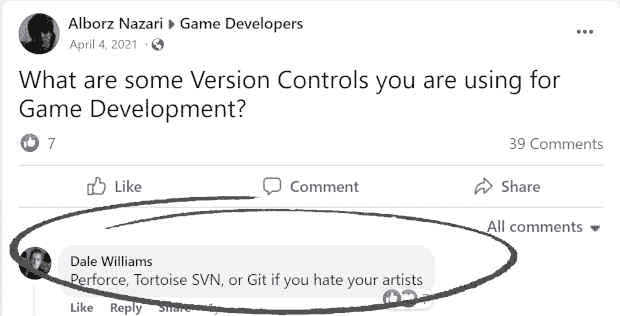 Alborz Nazari ▸ Game Developers
April 4, 2021 ·
What are some Version Controls you are using for
Game Development?
7 39 Comments
Like Comment Share
All comments
Dale Williams
Perforce, Tortoise SVN, or Git if you hate your artists
Like Reply Share